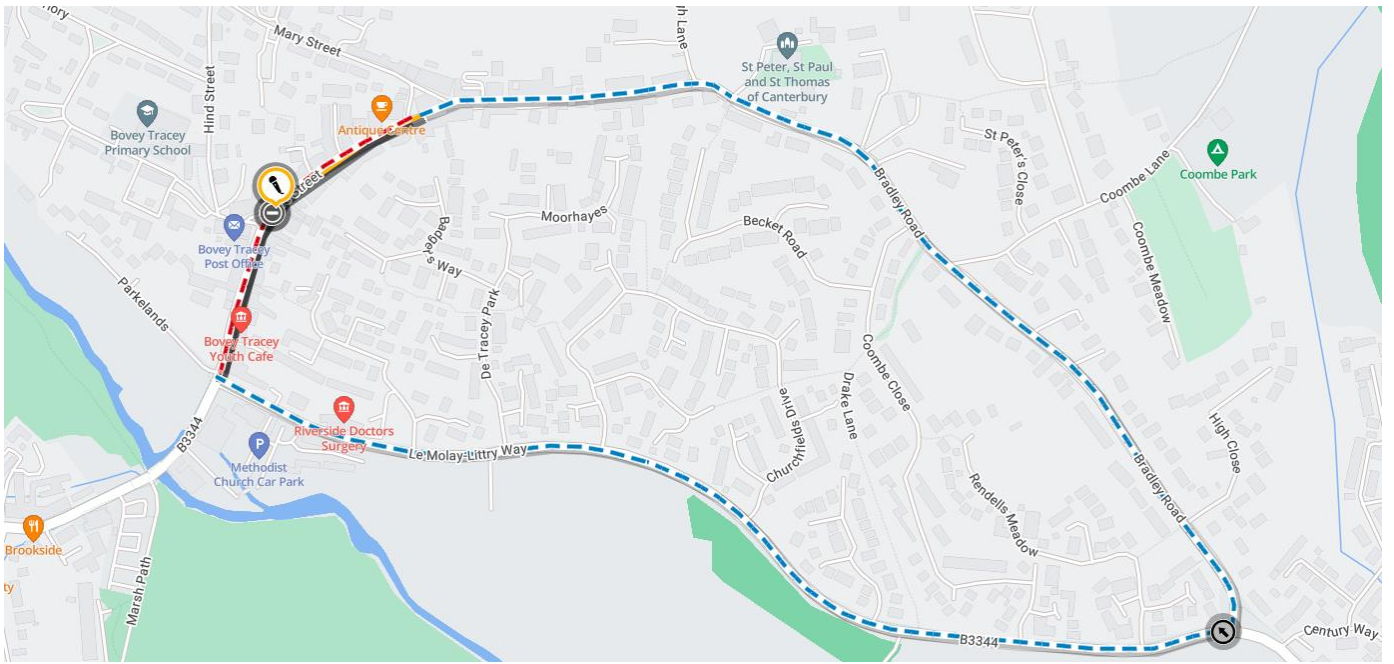 Mary Street
gh Lane
St Peter, St Paul
and St Thomas
of Canterbury
Hind Street
Antique Centre
Bovey Tracey
Primary School
St Peter's Close
Coombe Lane
Coombe Park
Street
Bradley Road
Moorhayes
Becket Road
Badger's Way
Bovey Tracey
Post Office
Coombe Meadow
Parkelands
De Tracey Park
Bovey Tracey
Youth Cafe
Coombe Close
Drake Lane
Churchfields Drive
Riverside Doctors
Surgery
B3344
P
Methodist
Church Car Park
Le Molay-Littry Way
High Close
Bradley Road
Rendells Meadow
Brookside
ty
Marsh Path
B3344
Century Way